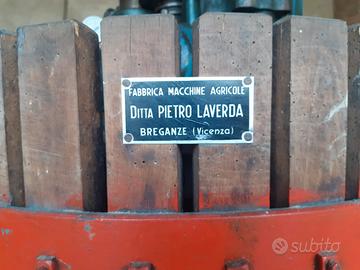 FABBRICA MACCHINE AGRICOLE
DITTA PIETRO LAVERDA
BREGANZE (Vicenza)
subito